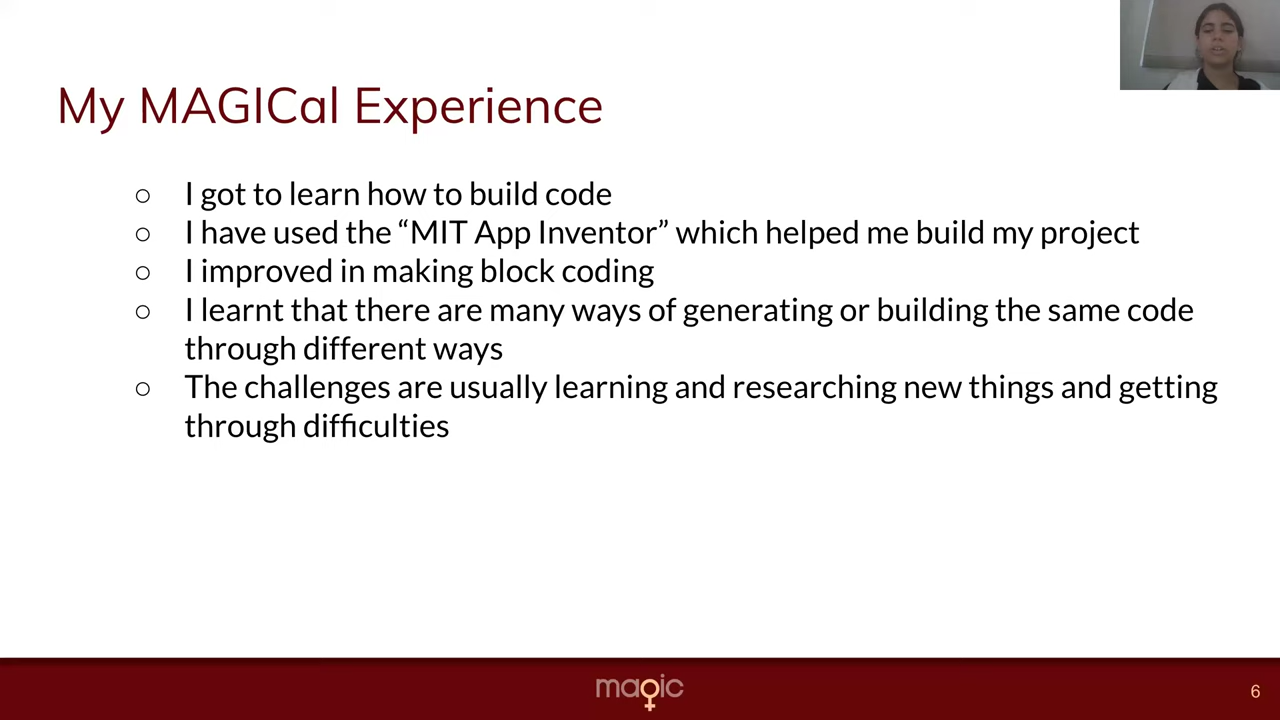 My MAGICal Experience
○ I got to learn how to build code
○ I have used the “MIT App Inventor” which helped me build my project
○ I improved in making block coding
○ I learnt that there are many ways of generating or building the same code
through different ways
○ The challenges are usually learning and researching new things and getting
through difficulties
magic
6